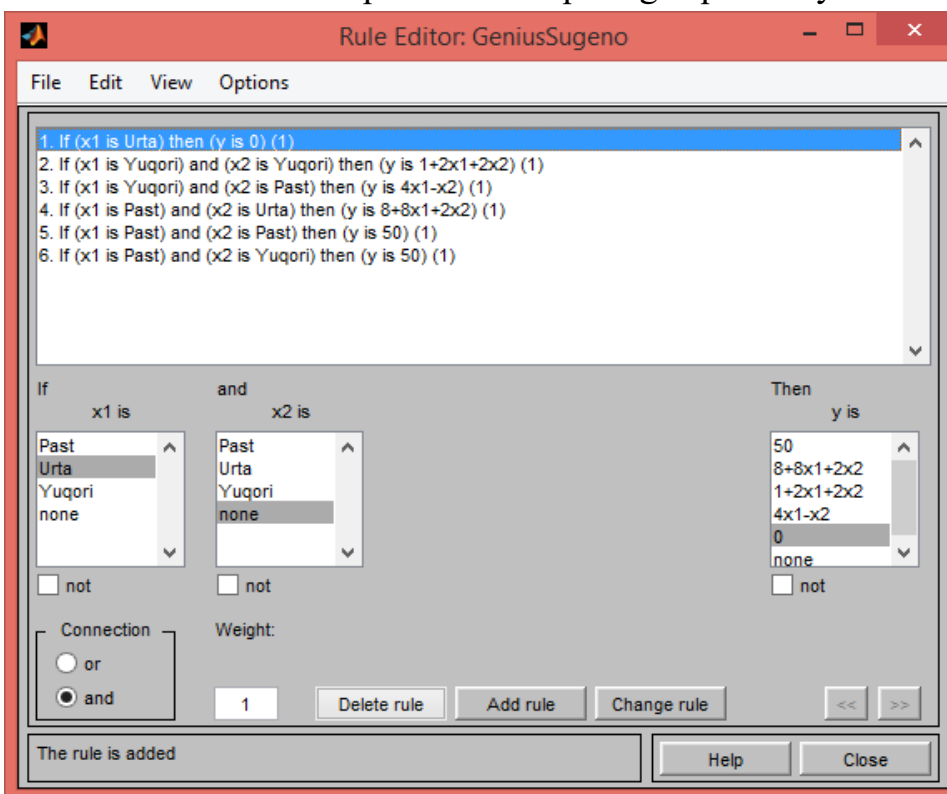 Rule Editor: GeniusSugeno
File Edit View Options
1. If (x1 is Urta) then (y is 0) (1)
2. If (x1 is Yuqori) and (x2 is Yuqori) then (y is 1+2x1+2x2) (1)
3. If (x1 is Yuqori) and (x2 is Past) then (y is 4x1-x2) (1)
4. If (x1 is Past) and (x2 is Urta) then (y is 8+8x1+2x2) (1)
5. If (x1 is Past) and (x2 is Past) then (y is 50) (1)
6. If (x1 is Past) and (x2 is Yuqori) then (y is 50) (1)
If and Then
x1 is x2 is y is
Past Past 50
Urta Urta 8+8x1+2x2
Yuqori Yuqori 1+2x1+2x2
none none 4x1-x2
0
none
not not not
Connection Weight:
or
and 1 Delete rule Add rule Change rule << >>
The rule is added Help Close